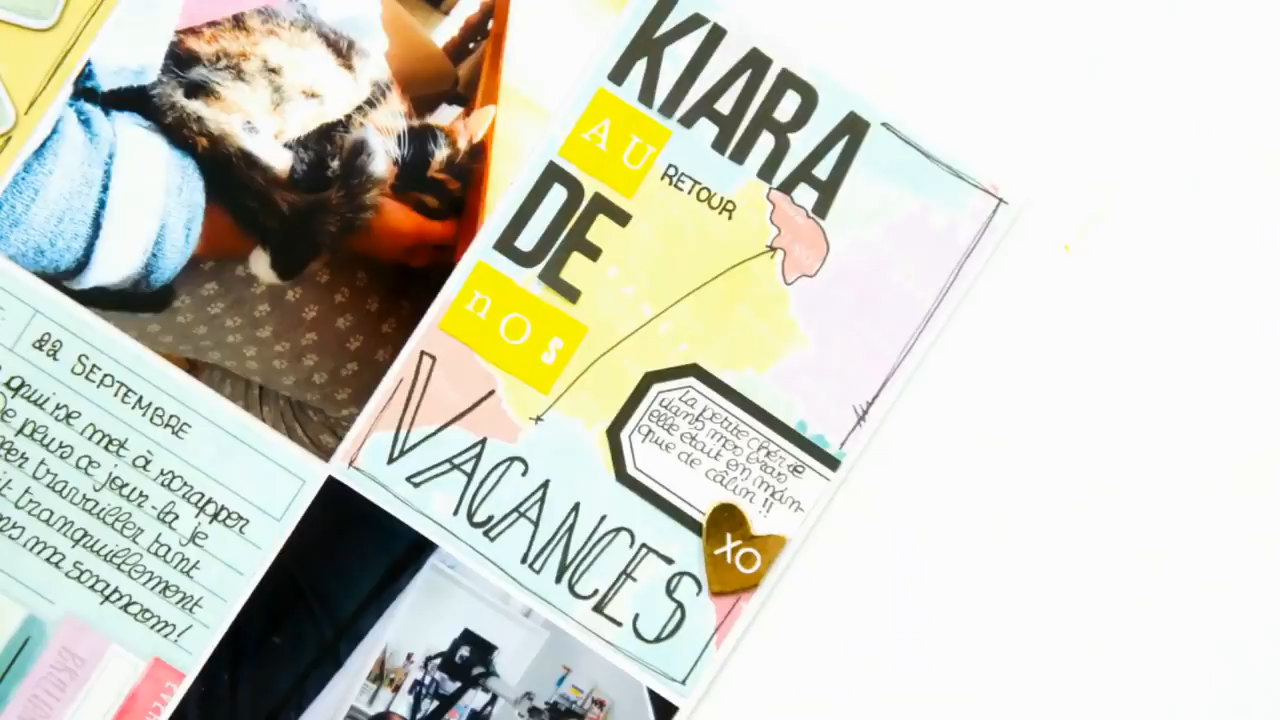 KIARA
AU RETOUR
DE
nOS
VACANCES
La petite chérie
dans mes bras
elle était en man-
que de câlin !!
XO
22 SEPTEMBRE
qui se met à scrapper
De plus ce jour-là je
travailler tant
tranquillement
ma scraproom!